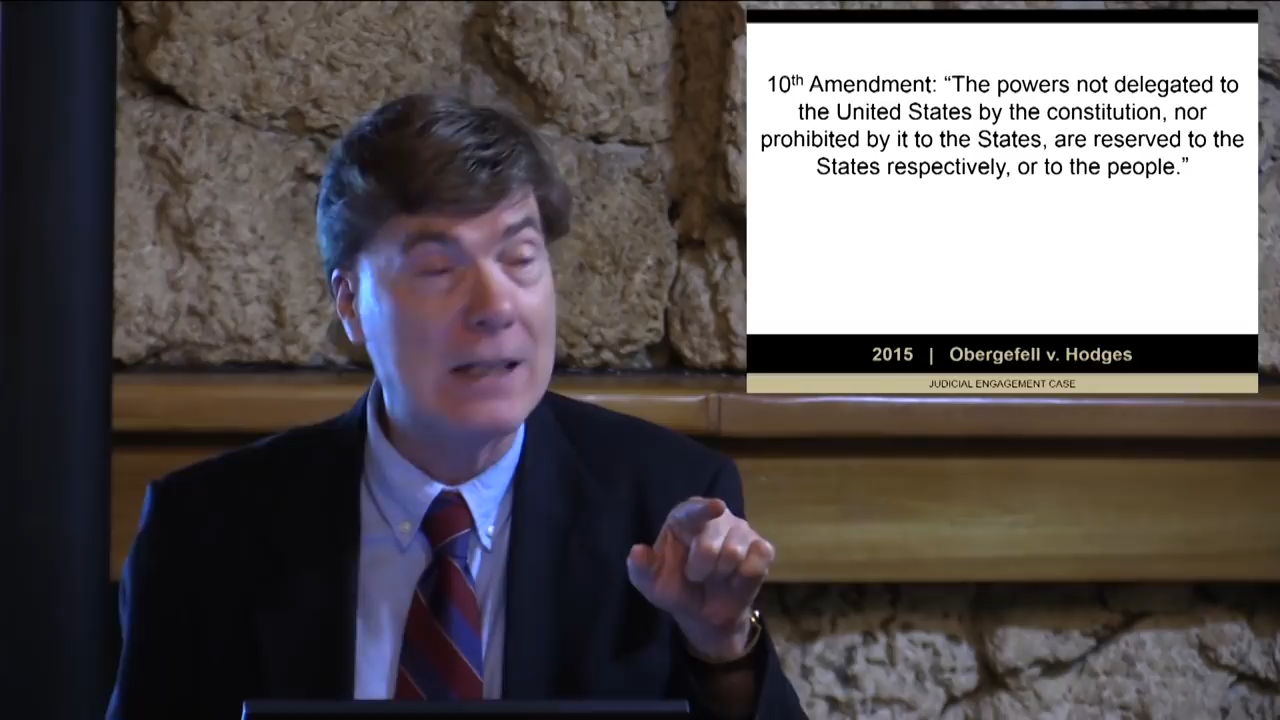 10th Amendment: “The powers not delegated to
the United States by the constitution, nor
prohibited by it to the States, are reserved to the
States respectively, or to the people.”
2015 | Obergefell v. Hodges
JUDICIAL ENGAGEMENT CASE